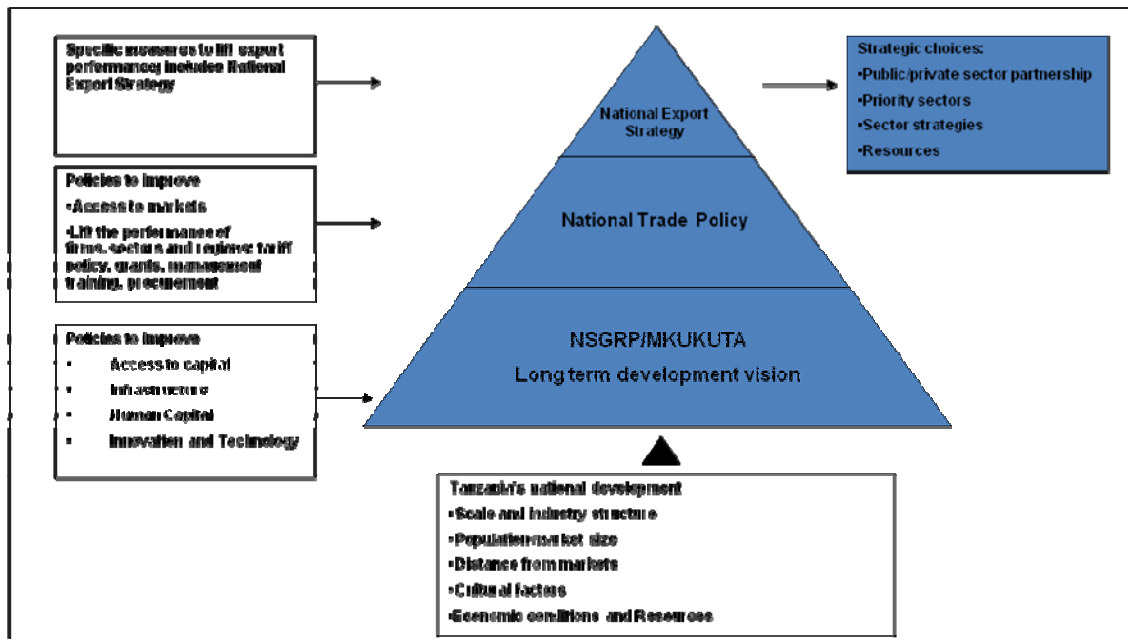 Specific measures to lift export
performance; includes National
Export Strategy
Policies to improve
•Access to markets
•Lift the performance of
firms, sectors and regions: tariff
policy, grants, management
training, procurement
Policies to improve
• Access to capital
• Infrastructure
• Human Capital
• Innovation and Technology
National Export
Strategy
National Trade Policy
NSGRP/MKUKUTA
Long term development vision
Strategic choices:
•Public/private sector partnership
•Priority sectors
•Sector strategies
•Resources
Tanzania's national development
•Scale and industry structure
•Population market size
•Distance from markets
•Cultural factors
•Economic conditions and Resources